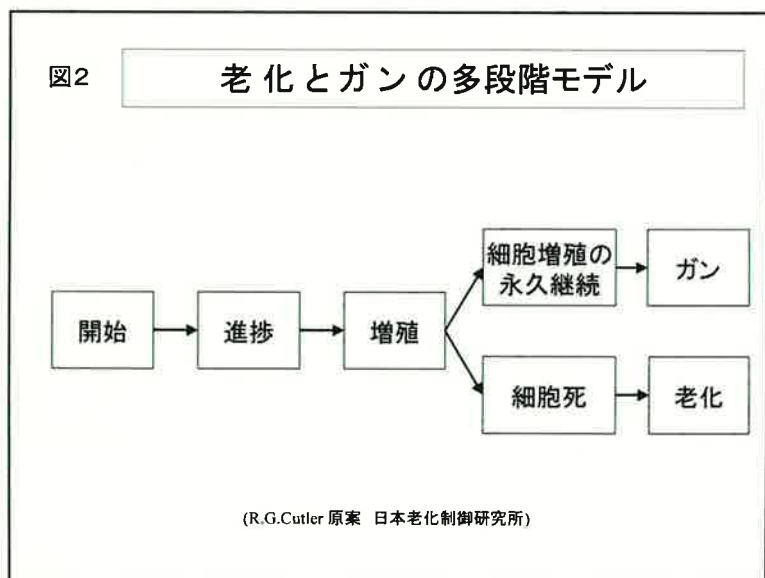 図2
老化とガンの多段階モデル
開始
進捗
増殖
細胞増殖の
永久継続
ガン
細胞死
老化
(R.G.Cutler 原案 日本老化制御研究所)